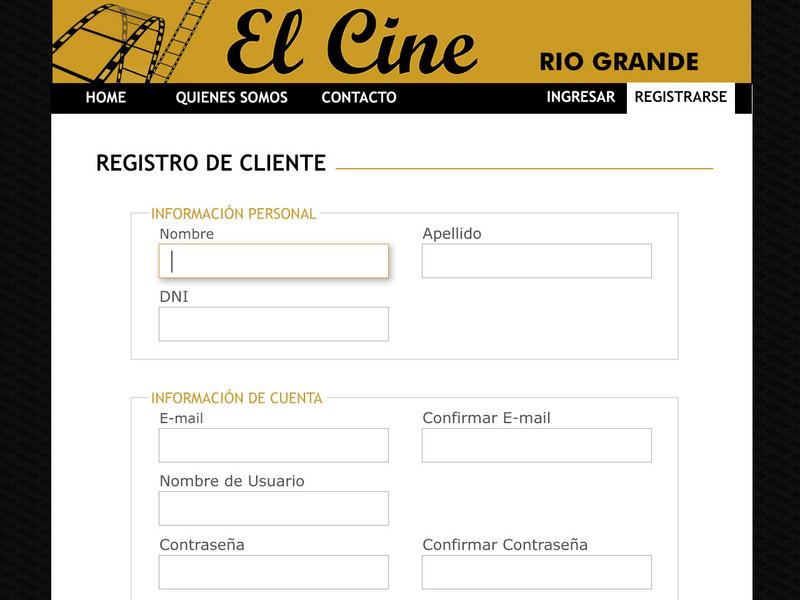 El Cine
RIO GRANDE
HOME QUIENES SOMOS CONTACTO INGRESAR REGISTRARSE
REGISTRO DE CLIENTE
INFORMACIÓN PERSONAL
Nombre Apellido
DNI
INFORMACIÓN DE CUENTA
E-mail Confirmar E-mail
Nombre de Usuario
Contraseña Confirmar Contraseña